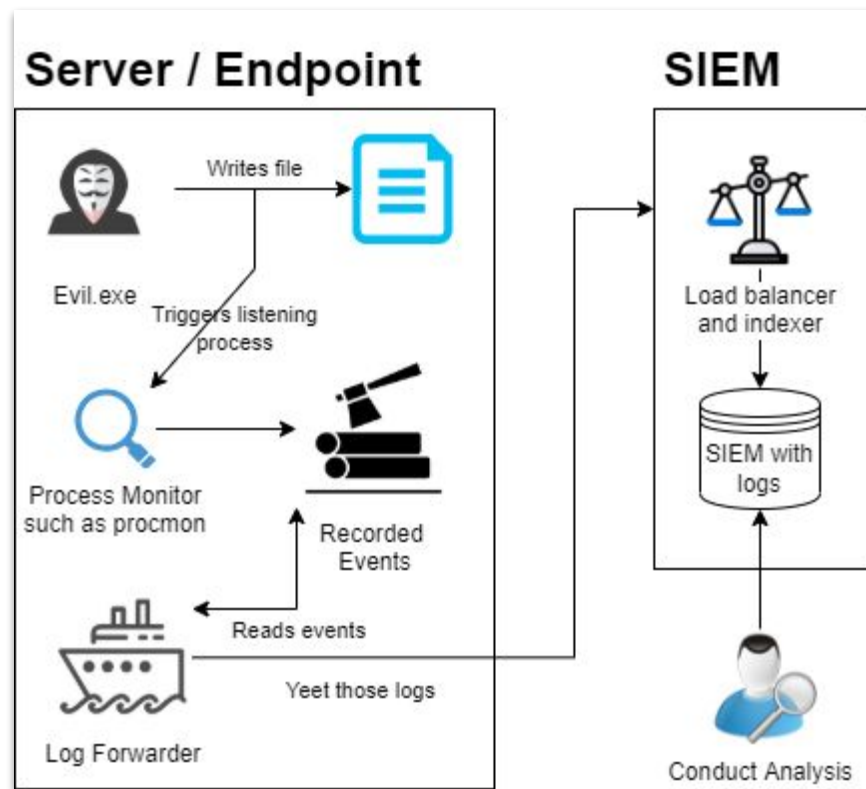 Server / Endpoint
SIEM
Writes file
Evil.exe
Triggers listening
process
Process Monitor
such as procmon
Recorded
Events
Reads events
Yeet those logs
Log Forwarder
Load balancer
and indexer
SIEM with
logs
Conduct Analysis